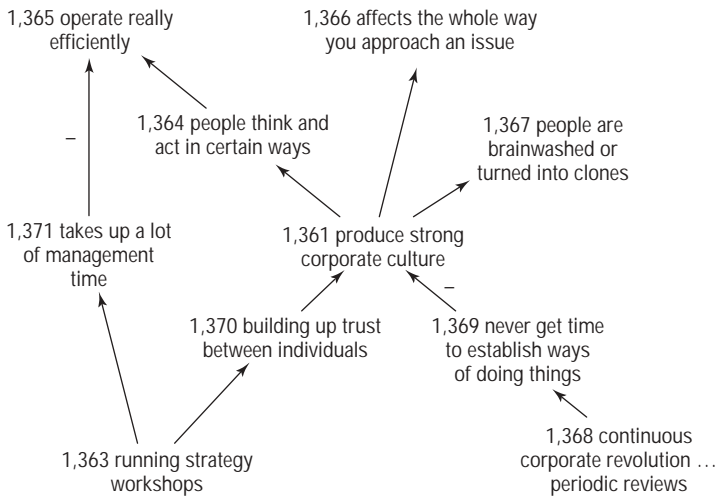 1,365 operate really
efficiently
1,366 affects the whole way
you approach an issue
1,364 people think and
act in certain ways
1,367 people are
brainwashed or
turned into clones
–
1,371 takes up a lot
of management
time
1,361 produce strong
corporate culture
–
1,370 building up trust
between individuals
1,369 never get time
to establish ways
of doing things
1,363 running strategy
workshops
1,368 continuous
corporate revolution …
periodic reviews